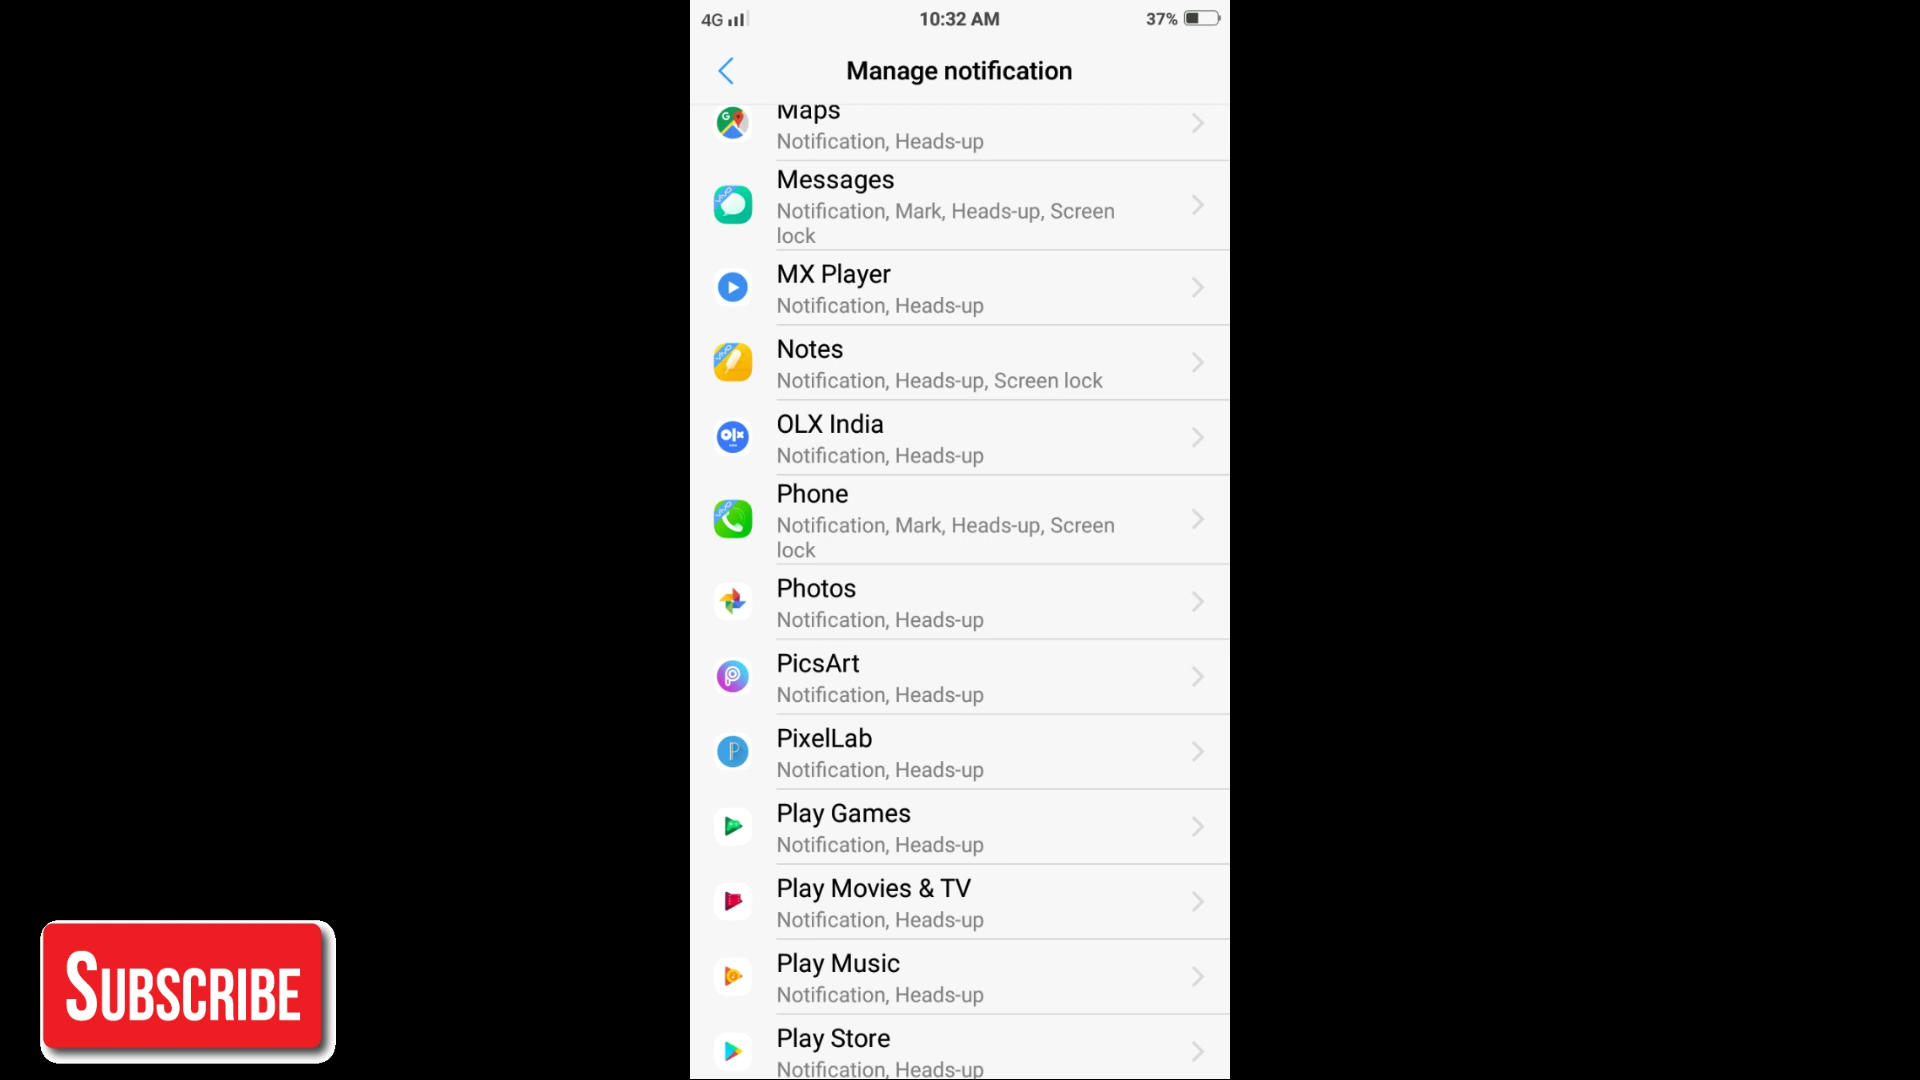 4G 10:32 AM 37%
Manage notification
Maps
Notification, Heads-up
Messages
Notification, Mark, Heads-up, Screen
lock
MX Player
Notification, Heads-up
Notes
Notification, Heads-up, Screen lock
OLX India
Notification, Heads-up
Phone
Notification, Mark, Heads-up, Screen
lock
Photos
Notification, Heads-up
PicsArt
Notification, Heads-up
PixelLab
Notification, Heads-up
Play Games
Notification, Heads-up
Play Movies & TV
Notification, Heads-up
Play Music
Notification, Heads-up
Play Store
Notification, Heads-up
SUBSCRIBE